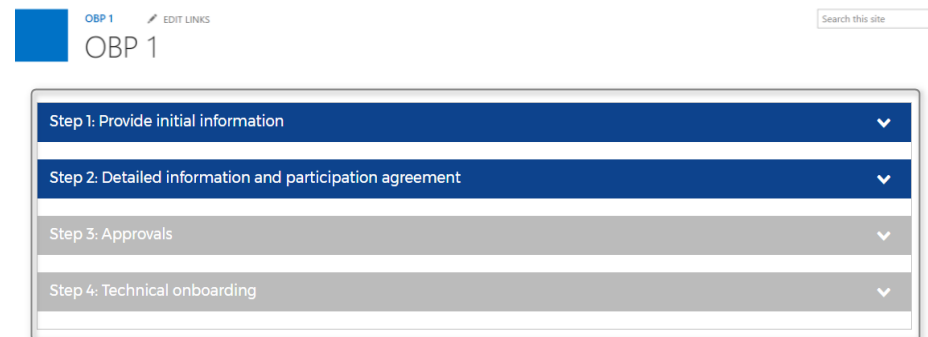 OBP 1 EDIT LINKS
Search this site
OBP 1
Step 1: Provide initial information
Step 2: Detailed information and participation agreement
Step 3: Approvals
Step 4: Technical onboarding